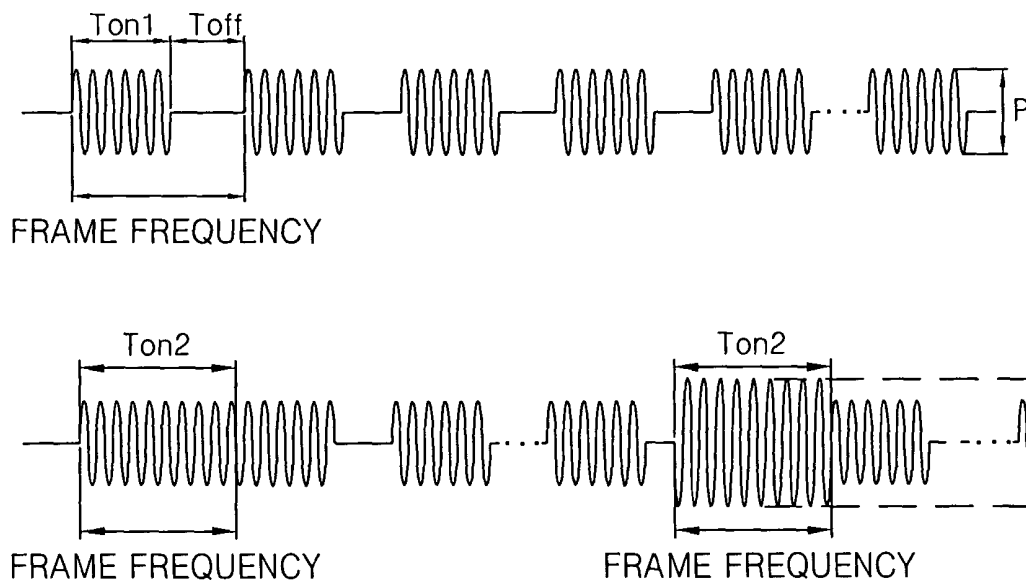 Ton1 Toff
P
FRAME FREQUENCY
Ton2 Ton2
FRAME FREQUENCY FRAME FREQUENCY